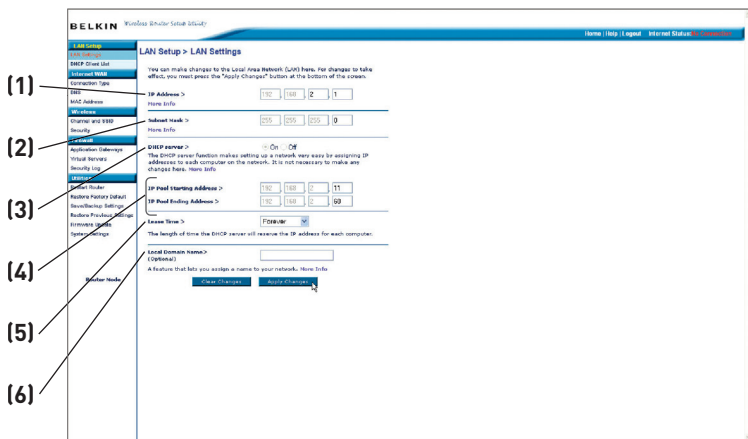 BELKIN Wireless Router Setup Utility
Home | Help | Logout Internet Status:
LAN Setup
LAN Settings
DHCP Client List
Internet WAN
Connection Type
DNS
MAC Address
Wireless
Channel and SSID
Security
Firewall
Application Gateways
Virtual Servers
Security Log
Utilities
Restart Router
Restore Factory Default
Save/Backup Settings
Restore Previous Settings
Firmware Update
System Settings
Router Mode
LAN Setup > LAN Settings
You can make changes to the Local Area Network (LAN) here. For changes to take
effect, you must press the "Apply Changes" button at the bottom of the screen.
(1)
IP Address > 192 . 168 . 2 . 1
More Info
(2)
Subnet Mask > 255 . 255 . 255 . 0
More Info
(3)
DHCP server > On Off
The DHCP server function makes setting up a network very easy by assigning IP
addresses to each computer on the network. It is not necessary to make any
changes here. More Info
(4)
IP Pool Starting Address > 192 . 168 . 2 . 11
IP Pool Ending Address > 192 . 168 . 2 . 60
(5)
Lease Time > Forever
The length of time the DHCP server will reserve the IP address for each computer.
(6)
Local Domain Name >
(Optional)
A feature that lets you assign a name to your network. More Info
Clear Changes Apply Changes